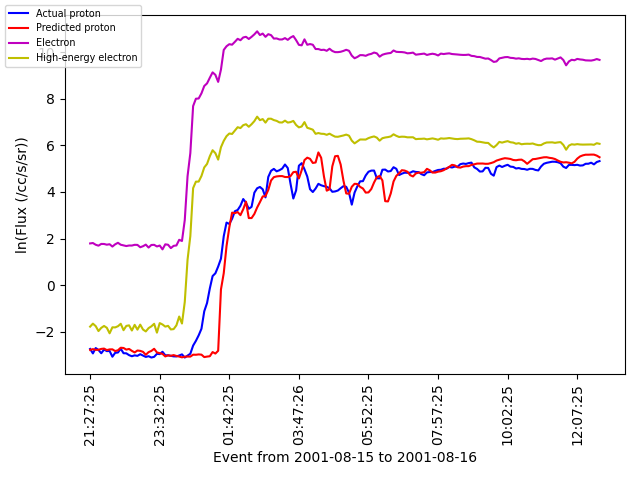 Actual proton
Predicted proton
Electron
High-energy electron
10
8
6
4
2
0
−2
ln(Flux (/cc/s/sr))
21:27:25
23:32:25
01:42:25
03:47:26
05:52:25
07:57:25
10:02:25
12:07:25
Event from 2001-08-15 to 2001-08-16